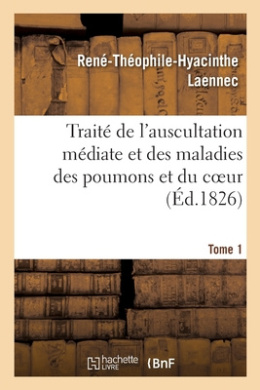 René-Théophile-Hyacinthe
Laennec
Traité de l'auscultation
médiate et des maladies
des poumons et du cœur
(Éd.1826)
Tome 1
hachette
LIVRE
{BnF